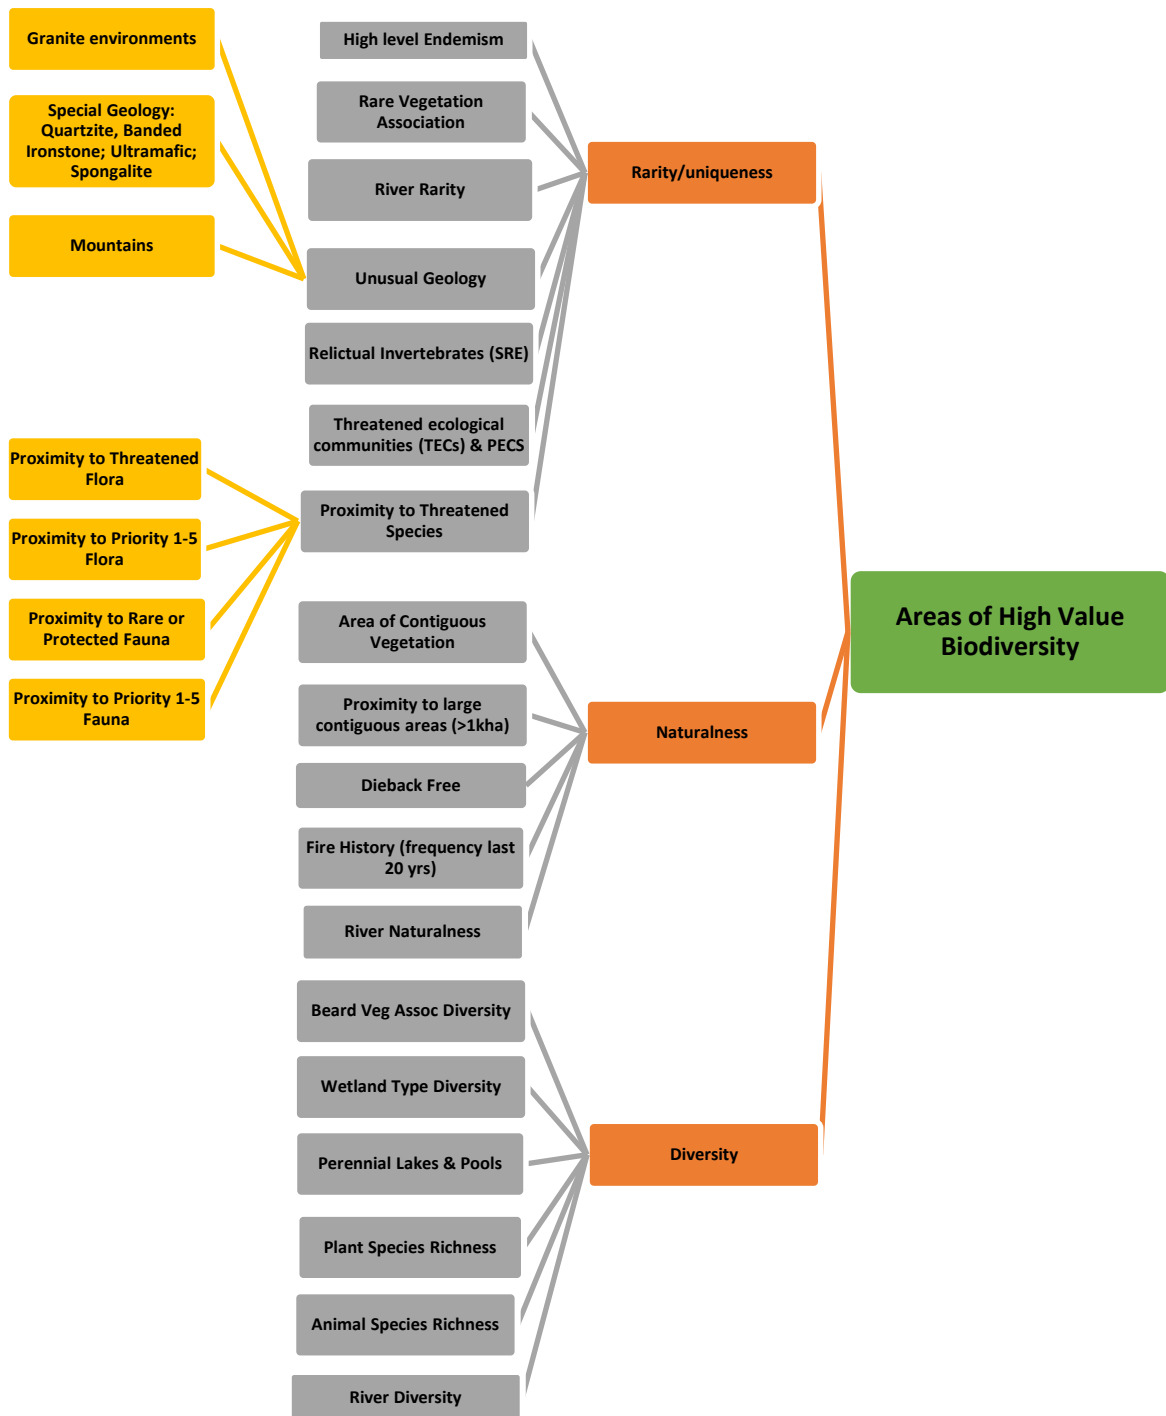 Granite environments
Special Geology:
Quartzite, Banded
Ironstone; Ultramafic;
Spongalite
Mountains
Proximity to Threatened
Flora
Proximity to Priority 1-5
Flora
Proximity to Rare or
Protected Fauna
Proximity to Priority 1-5
Fauna
High level Endemism
Rare Vegetation
Association
River Rarity
Unusual Geology
Relictual Invertebrates (SRE)
Threatened ecological
communities (TECs) & PECS
Proximity to Threatened
Species
Area of Contiguous
Vegetation
Proximity to large
contiguous areas (>1kha)
Dieback Free
Fire History (frequency last
20 yrs)
River Naturalness
Beard Veg Assoc Diversity
Wetland Type Diversity
Perennial Lakes & Pools
Plant Species Richness
Animal Species Richness
River Diversity
Rarity/uniqueness
Naturalness
Diversity
Areas of High Value
Biodiversity